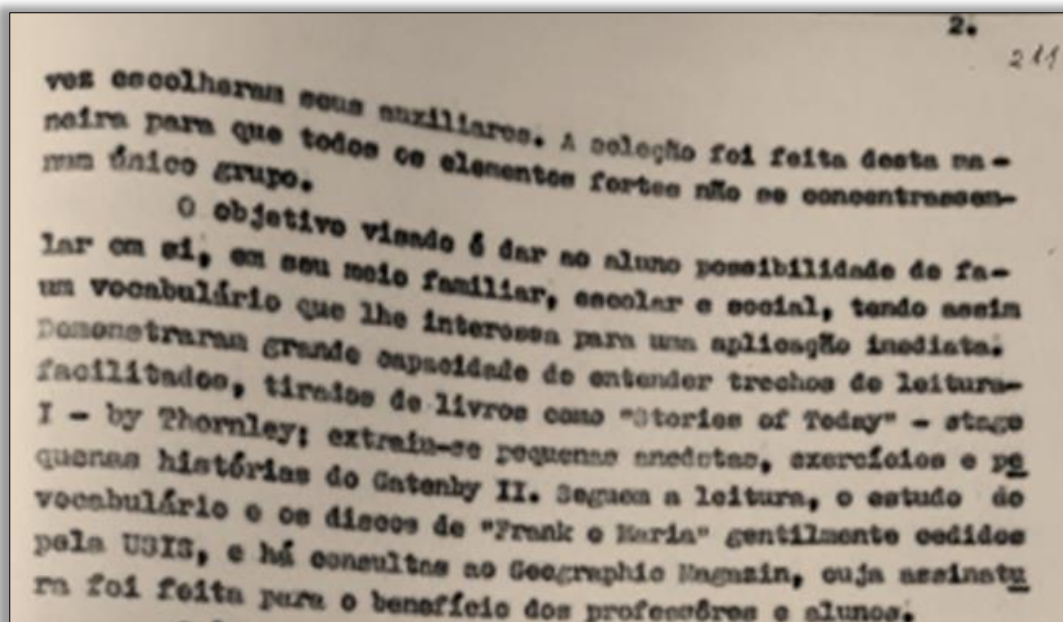 2.
211
vez escolheram seus auxiliares. A seleção foi feita desta ma-
neira para que todos os elementos fortes não se concentrassem-
num único grupo.
O objetivo visado é dar ao aluno possibilidade de fa-
lar em si, em seu meio familiar, escolar e social, tendo assim
um vocabulário que lhe interessa para uma aplicação imediata.
Demonstraram grande capacidade de entender trechos de leitura-
facilitados, tirados de livros como "Stories of Today" - stage
I - by Thornley; extraiu-se pequenas anedotas, exercícios e pe
quenas histórias do Gatenby II. Seguem a leitura, o estudo do
vocabulário e os discos de "Frank e Maria" gentilmente cedidos
pela USIS, e há consultas ao Geographic Magazin, cuja assinatu
ra foi feita para o benefício dos professôres e alunos.